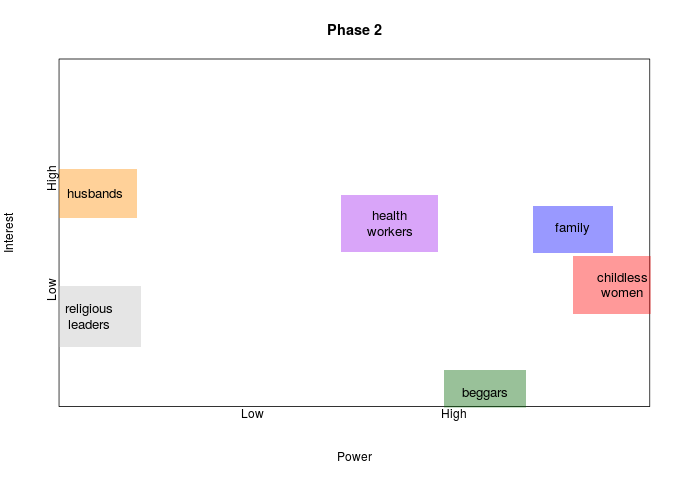 Phase 2
Interest
High
Low
husbands
health
workers
family
childless
women
religious
leaders
beggars
Low
High
Power